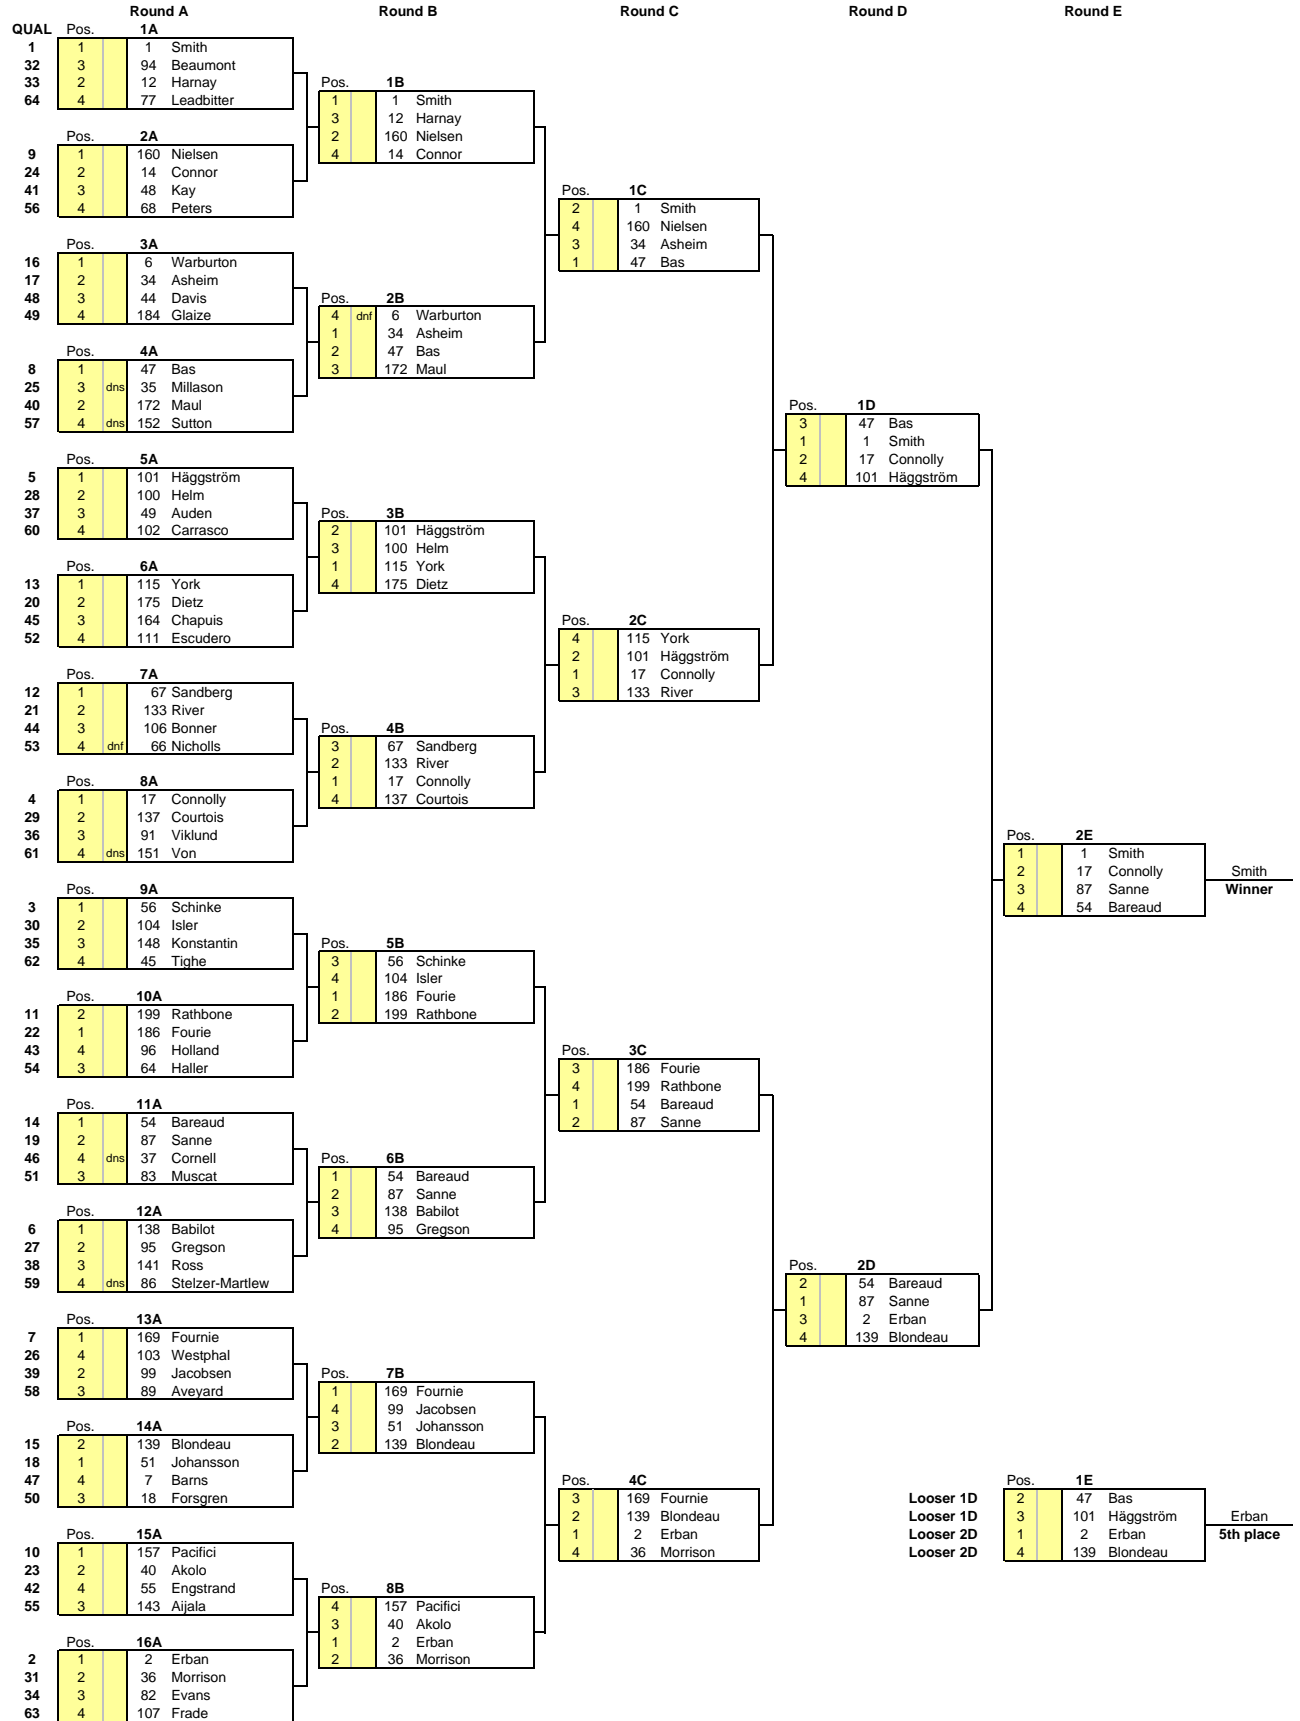 Round A Round B Round C Round D Round E
QUAL Pos. 1A
1 1 1 Smith
32 3 94 Beaumont
33 2 12 Harnay
64 4 77 Leadbitter
Pos. 2A
9 1 160 Nielsen
24 2 14 Connor
41 3 48 Kay
56 4 68 Peters
Pos. 3A
16 1 6 Warburton
17 2 34 Asheim
48 3 44 Davis
49 4 184 Glaize
Pos. 4A
8 1 47 Bas
25 3 dns 35 Millason
40 2 172 Maul
57 4 dns 152 Sutton
Pos. 5A
5 1 101 Häggström
28 2 100 Helm
37 3 49 Auden
60 4 102 Carrasco
Pos. 6A
13 1 115 York
20 2 175 Dietz
45 3 164 Chapuis
52 4 111 Escudero
Pos. 7A
12 1 67 Sandberg
21 2 133 River
44 3 106 Bonner
53 4 dnf 66 Nicholls
Pos. 8A
4 1 17 Connolly
29 2 137 Courtois
36 3 91 Viklund
61 4 dns 151 Von
Pos. 9A
3 1 56 Schinke
30 2 104 Isler
35 3 148 Konstantin
62 4 45 Tighe
Pos. 10A
11 2 199 Rathbone
22 1 186 Fourie
43 4 96 Holland
54 3 64 Haller
Pos. 11A
14 1 54 Bareaud
19 2 87 Sanne
46 4 dns 37 Cornell
51 3 83 Muscat
Pos. 12A
6 1 138 Babilot
27 2 95 Gregson
38 3 141 Ross
59 4 dns 86 Stelzer-Martlew
Pos. 13A
7 1 169 Fournie
26 4 103 Westphal
39 2 99 Jacobsen
58 3 89 Aveyard
Pos. 14A
15 2 139 Blondeau
18 1 51 Johansson
47 4 7 Barns
50 3 18 Forsgren
Pos. 15A
10 1 157 Pacifici
23 2 40 Akolo
42 4 55 Engstrand
55 3 143 Aijala
Pos. 16A
2 1 2 Erban
31 2 36 Morrison
34 3 82 Evans
63 4 107 Frade
Pos. 1B
1 1 Smith
3 12 Harnay
2 160 Nielsen
4 14 Connor
Pos. 2B
4 dnf 6 Warburton
1 34 Asheim
2 47 Bas
3 172 Maul
Pos. 3B
2 101 Häggström
3 100 Helm
1 115 York
4 175 Dietz
Pos. 4B
3 67 Sandberg
2 133 River
1 17 Connolly
4 137 Courtois
Pos. 5B
3 56 Schinke
4 104 Isler
1 186 Fourie
2 199 Rathbone
Pos. 6B
1 54 Bareaud
2 87 Sanne
3 138 Babilot
4 95 Gregson
Pos. 7B
1 169 Fournie
4 99 Jacobsen
3 51 Johansson
2 139 Blondeau
Pos. 8B
4 157 Pacifici
3 40 Akolo
1 2 Erban
2 36 Morrison
Pos. 1C
2 1 Smith
4 160 Nielsen
3 34 Asheim
1 47 Bas
Pos. 2C
4 115 York
2 101 Häggström
1 17 Connolly
3 133 River
Pos. 3C
3 186 Fourie
4 199 Rathbone
1 54 Bareaud
2 87 Sanne
Pos. 4C
3 169 Fournie
2 139 Blondeau
1 2 Erban
4 36 Morrison
Pos. 1D
3 47 Bas
1 1 Smith
2 17 Connolly
4 101 Häggström
Pos. 2D
2 54 Bareaud
1 87 Sanne
3 2 Erban
4 139 Blondeau
Pos. 2E
1 1 Smith
2 17 Connolly
3 87 Sanne
4 54 Bareaud
Smith
Winner
Pos. 1E
Looser 1D 2 47 Bas
Looser 1D 3 101 Häggström
Looser 2D 1 2 Erban
Looser 2D 4 139 Blondeau
Erban
5th place